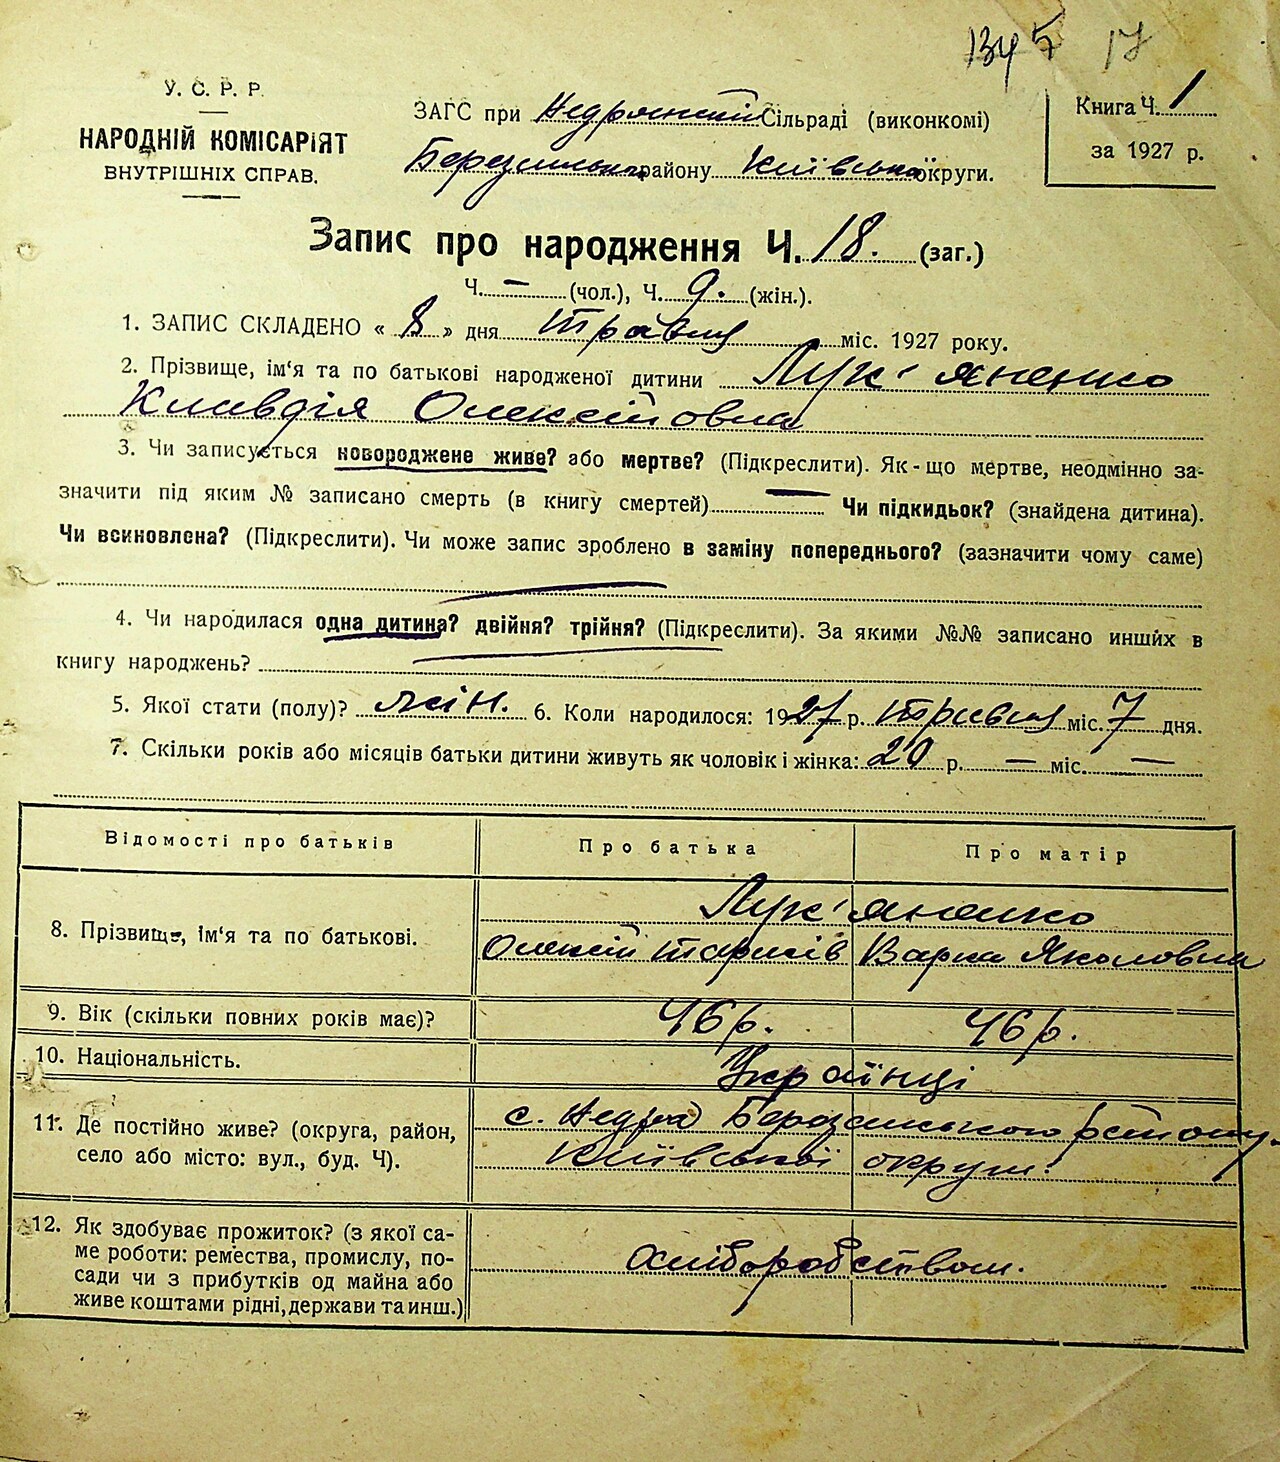 1345 17
У. С. Р. Р.
НАРОДНІЙ КОМІСАРІЯТ
ВНУТРІШНІХ СПРАВ.
ЗАГС при Недрянській Сільраді (виконкомі)
району Київської округи.
Книга Ч. 1
за 1927 р.
Запис про народження Ч. 18. (заг.)
Ч. — (чол.), Ч. 9. (жін.).
1. ЗАПИС СКЛАДЕНО « 8 » дня травня міс. 1927 року.
2. Прізвище, ім‘я та по батькові народженої дитини Лук'яненко
Клавдія Олексіївна
3. Чи записується новороджене живе? або мертве? (Підкреслити). Як-що мертве, неодмінно за-
значити під яким № записано смерть (в книгу смертей) — Чи підкидьок? (знайдена дитина).
Чи всиновлена? (Підкреслити). Чи може запис зроблено в заміну попереднього? (зазначити чому саме)
4. Чи народилася одна дитина? двійня? трійня? (Підкреслити). За якими №№ записано инших в
книгу народжень?
5. Якої стати (полу)? жін. 6. Коли народилося: 1927 р. травня міс. 7 дня.
7. Скільки років або місяців батьки дитини живуть як чоловік і жінка: 20 р. — міс. —
Відомості про батьків Про батька Про матір
8. Прізвище, ім‘я та по батькові. Лук'яненко
Олексій Тарасів Варка Яковловна
9. Вік (скільки повних років має)? 46 р. 46 р.
10. Національність. Українці
11. Де постійно живе? (округа, район,
село або місто: вул., буд. Ч).
с. Недра Березанського району.
Київської округи.
12. Як здобуває прожиток? (з якої са-
ме роботи: ремества, промислу, по-
сади чи з прибутків од майна або
живе коштами рідні, держави та инш.)
Хліборобством.